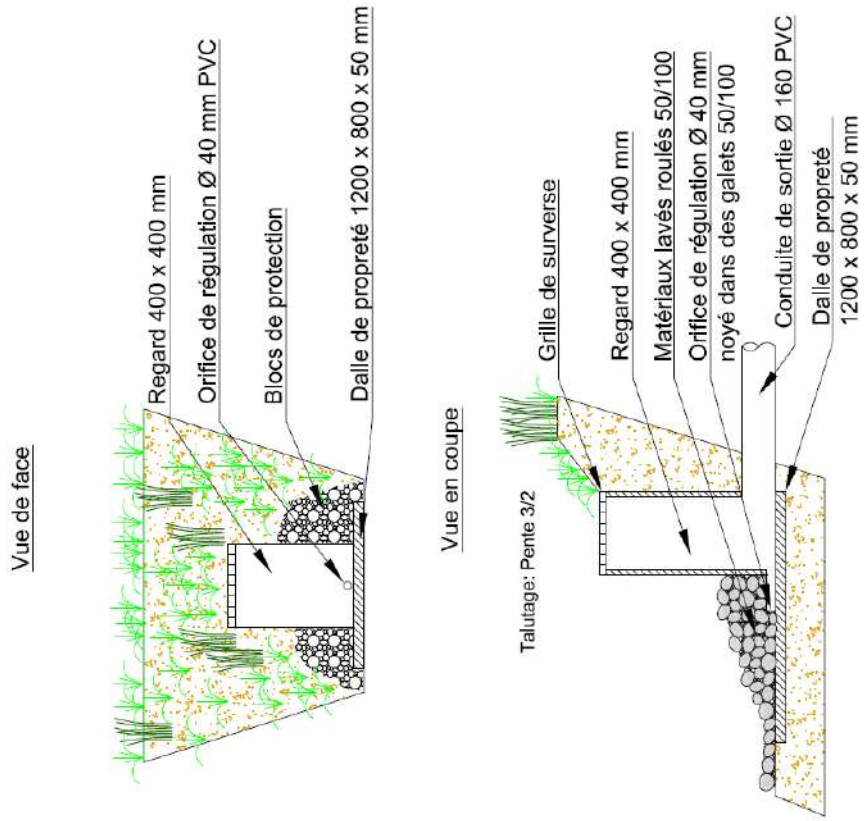 Vue de face
Regard 400 x 400 mm
Orifice de régulation Ø 40 mm PVC
Blocs de protection
Dalle de propreté 1200 x 800 x 50 mm
Vue en coupe
Talutage: Pente 3/2
Grille de surverse
Regard 400 x 400 mm
Matériaux lavés roulés 50/100
Orifice de régulation Ø 40 mm
noyé dans des galets 50/100
Conduite de sortie Ø 160 PVC
Dalle de propreté
1200 x 800 x 50 mm